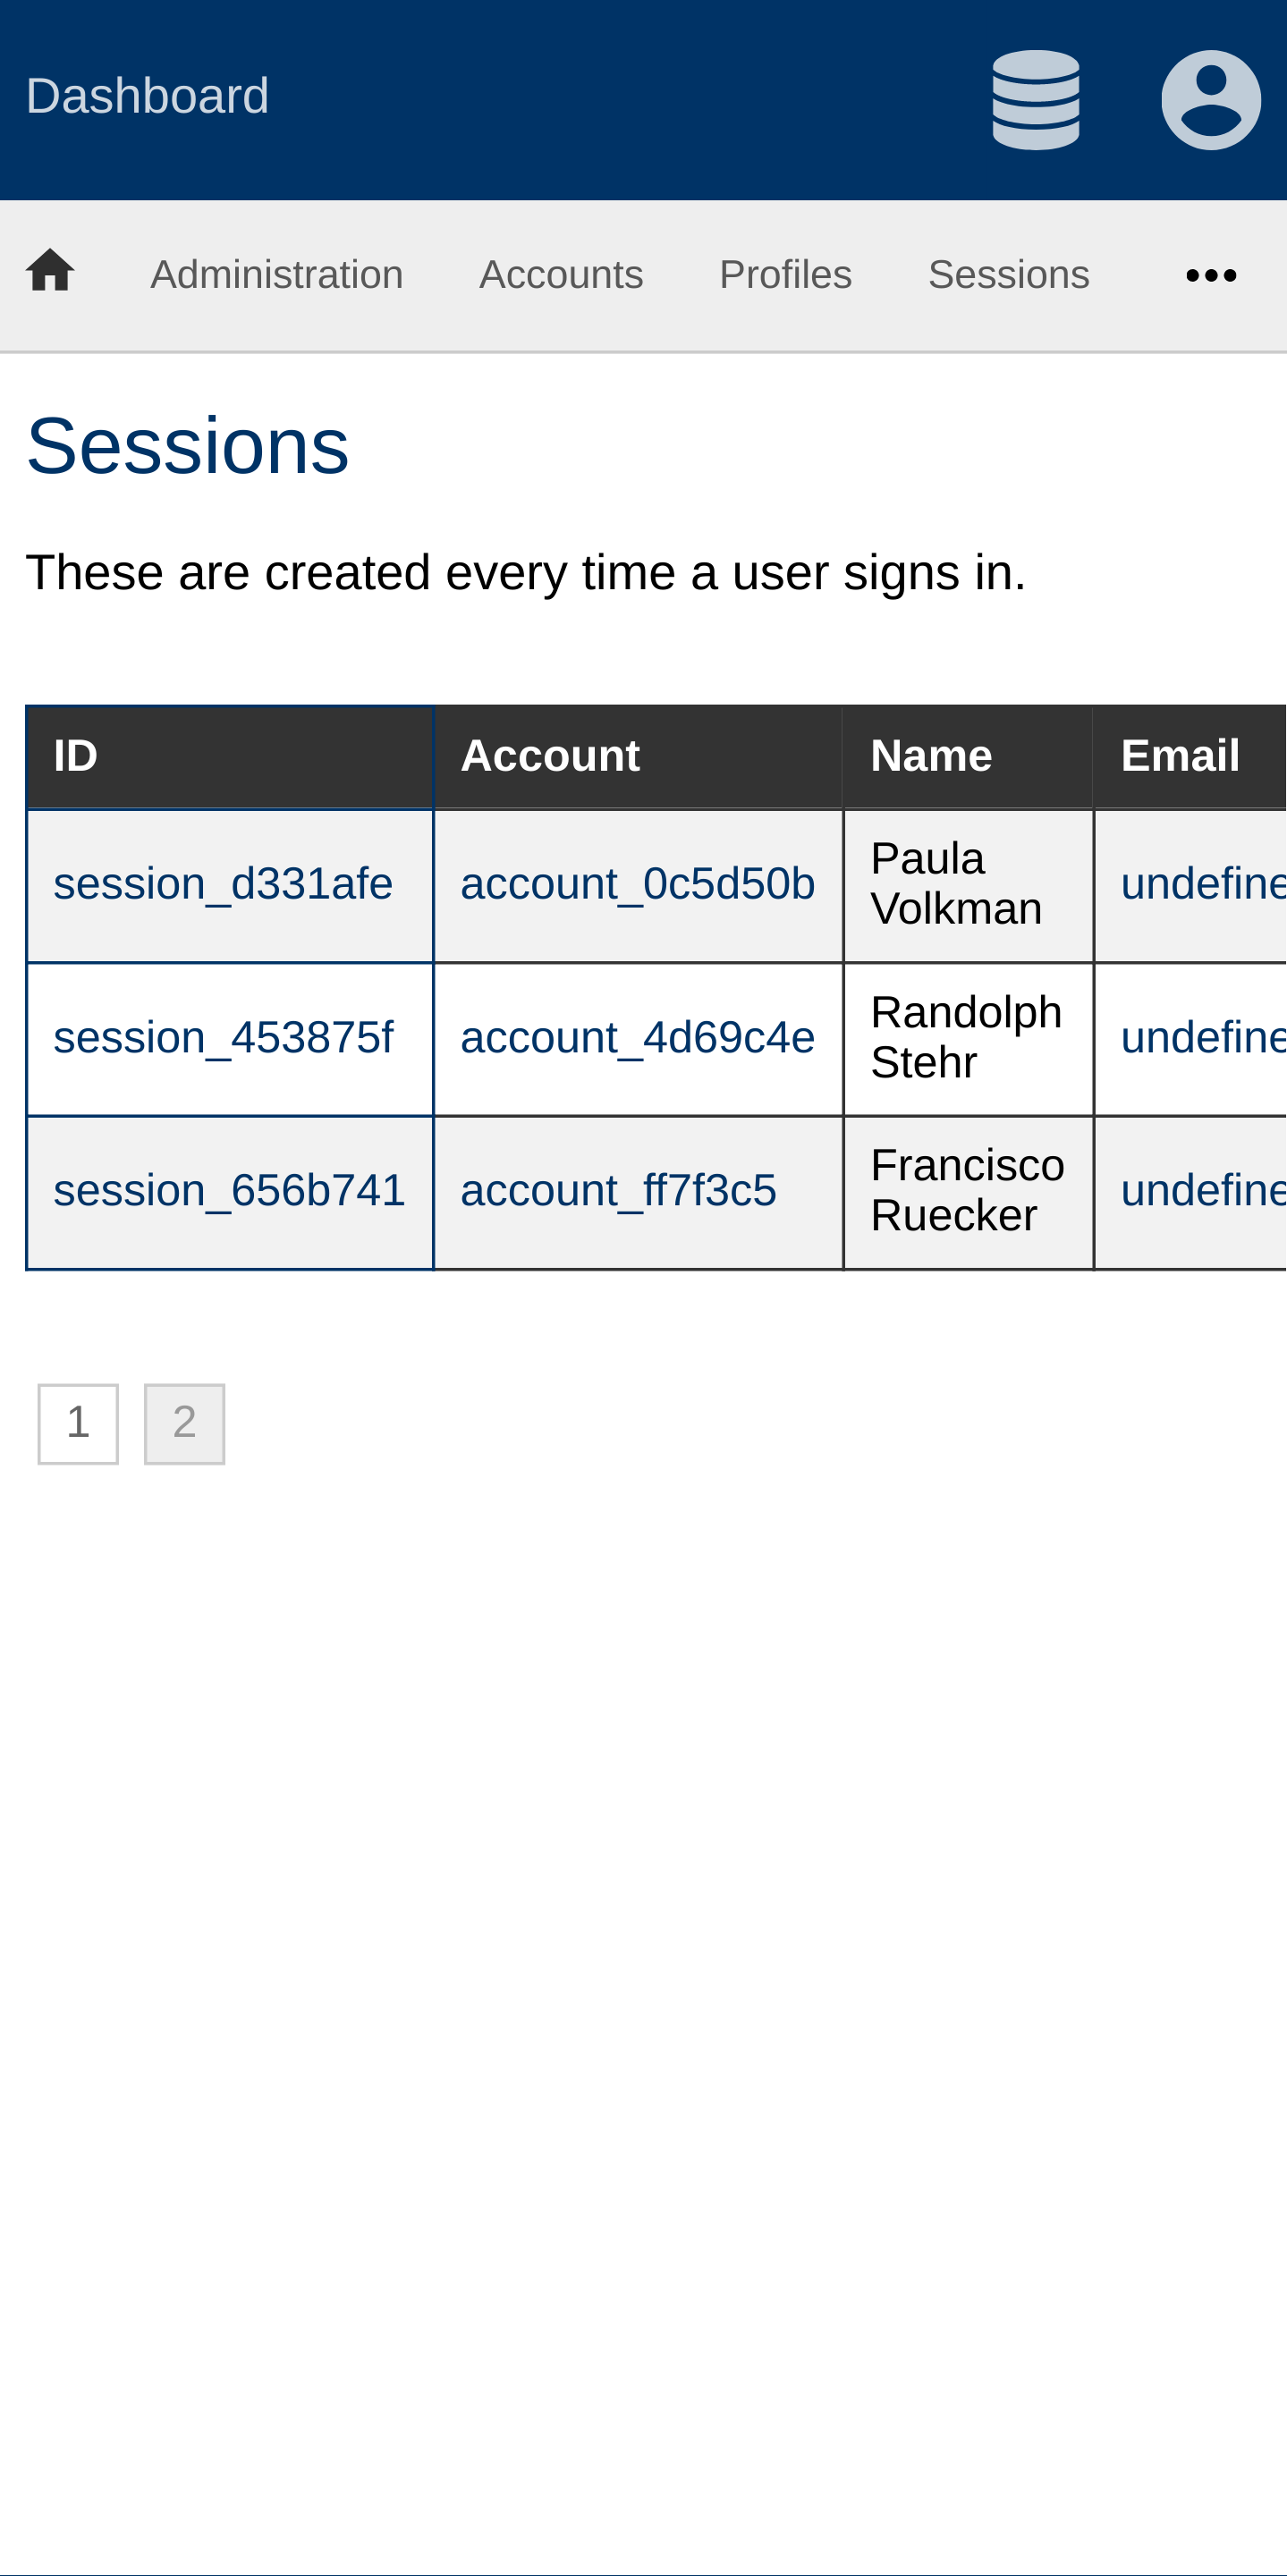 Dashboard
Administration Accounts Profiles Sessions
Sessions
These are created every time a user signs in.
ID Account Name Email
session_d331afe account_0c5d50b Paula Volkman undefine
session_453875f account_4d69c4e Randolph Stehr undefine
session_656b741 account_ff7f3c5 Francisco Ruecker undefine
1 2